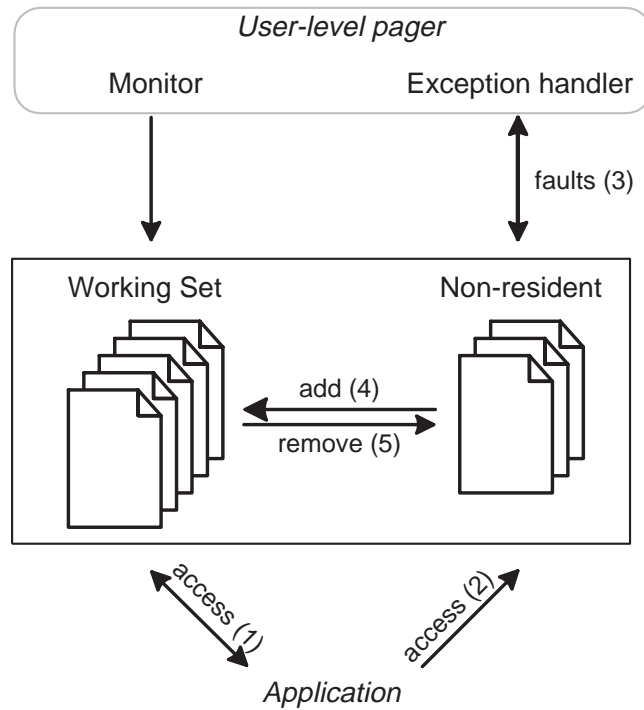 User-level pager
Monitor
Exception handler
faults (3)
Working Set
Non-resident
add (4)
remove (5)
access (1)
access (2)
Application